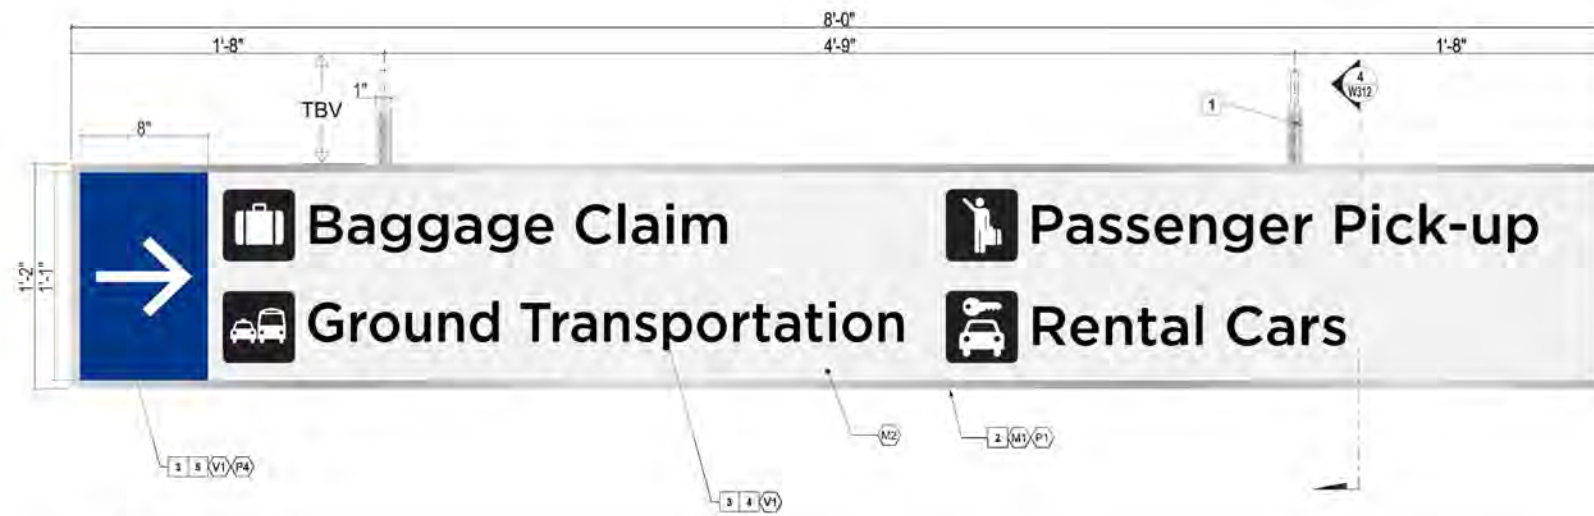 8'-0"
1'-8" 4'-9" 1'-8"
TBV 1" 1 4 W312
8"
1'-2" 1'-1"
Baggage Claim Passenger Pick-up
Ground Transportation Rental Cars
M2 2 M1 P1
3 5 V1 P4
3 4 V1